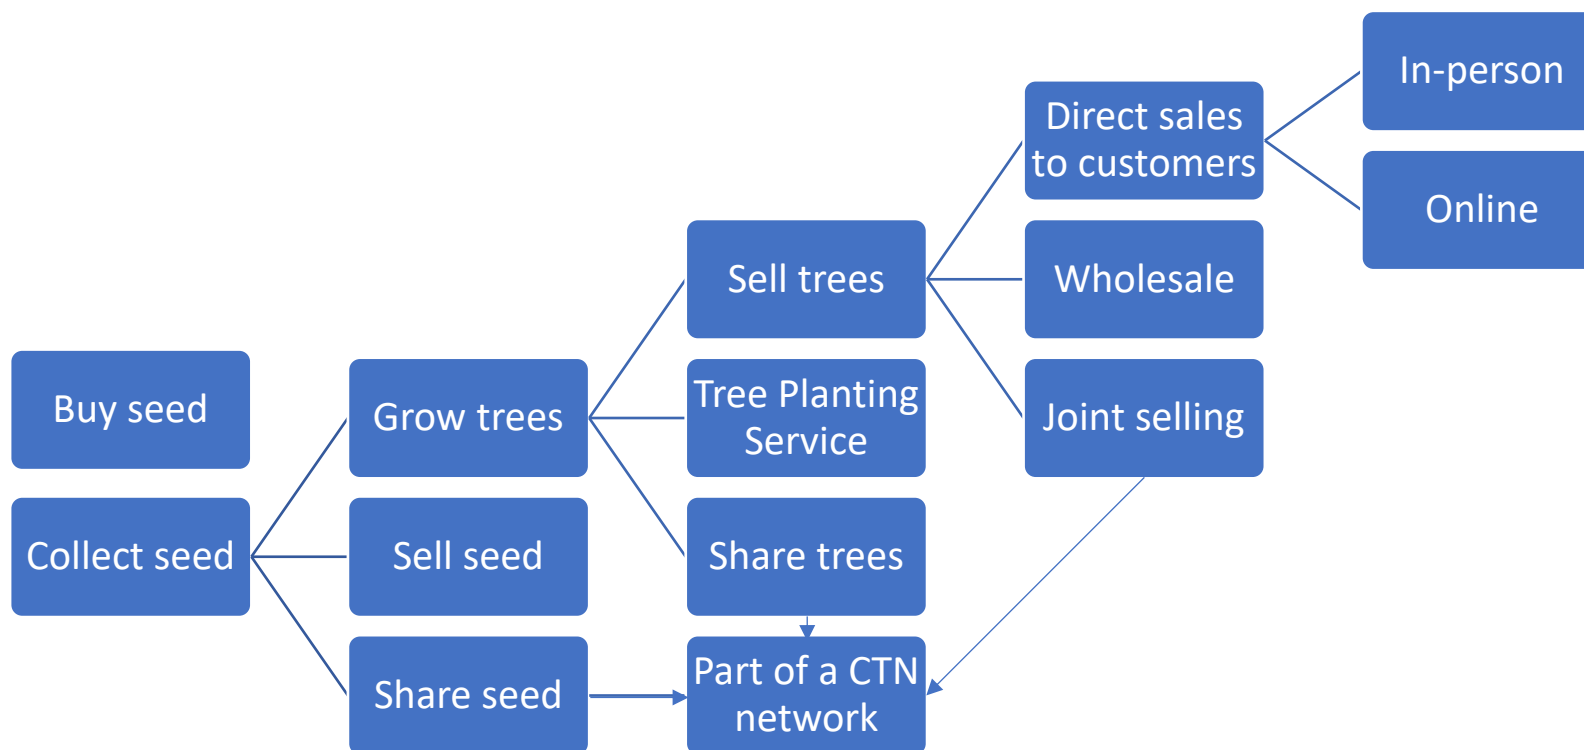 Buy seed
Collect seed
Grow trees
Sell seed
Share seed
Sell trees
Tree Planting
Service
Share trees
Part of a CTN
network
Direct sales
to customers
Wholesale
Joint selling
In-person
Online